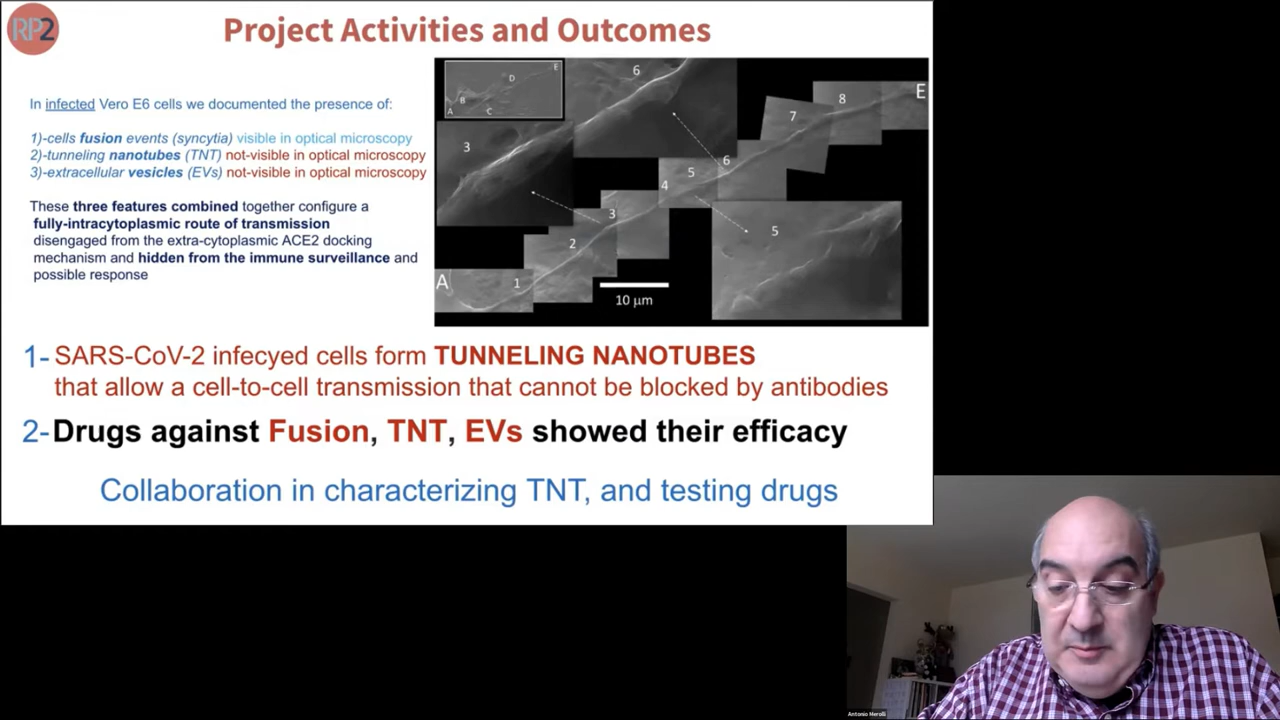 RP2
Project Activities and Outcomes
In infected Vero E6 cells we documented the presence of:
1)-cells fusion events (syncytia) visible in optical microscopy
2)-tunneling nanotubes (TNT) not-visible in optical microscopy
3)-extracellular vesicles (EVs) not-visible in optical microscopy
These three features combined together configure a
fully-intracytoplasmic route of transmission
disengaged from the extra-cytoplasmic ACE2 docking
mechanism and hidden from the immune surveillance and
possible response
A
B
C
D
E
6
3
7
8
E
5
6
4
3
2
5
A
1
10 µm
1- SARS-CoV-2 infecyed cells form TUNNELING NANOTUBES
that allow a cell-to-cell transmission that cannot be blocked by antibodies
2- Drugs against Fusion, TNT, EVs showed their efficacy
Collaboration in characterizing TNT, and testing drugs
Antonio Merolli